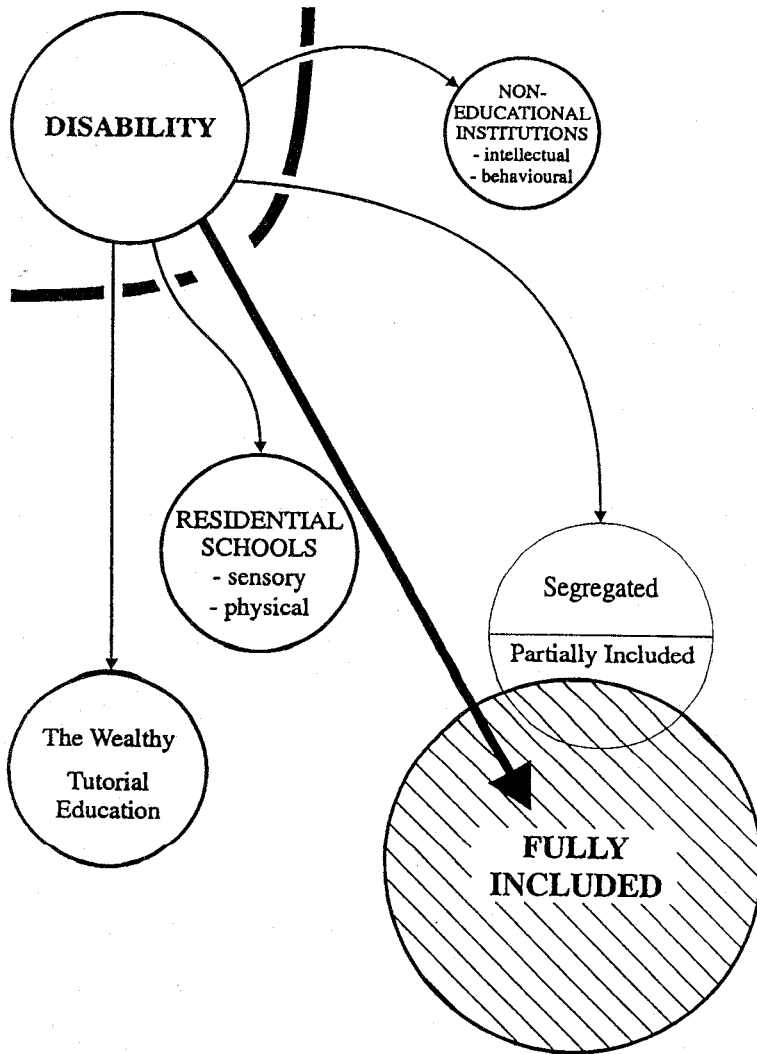 DISABILITY
NON-
EDUCATIONAL
INSTITUTIONS
- intellectual
- behavioural
RESIDENTIAL
SCHOOLS
- sensory
- physical
Segregated
Partially Included
The Wealthy
Tutorial
Education
FULLY
INCLUDED